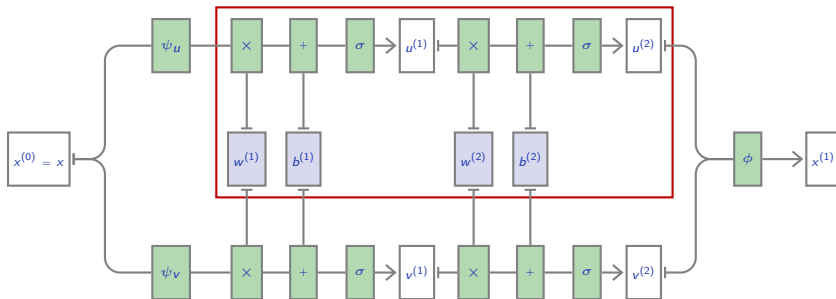 ψ_u × + σ u^(1) × + σ u^(2)
x^(0) = x w^(1) b^(1) w^(2) b^(2) ϕ x^(1)
ψ_v × + σ v^(1) × + σ v^(2)